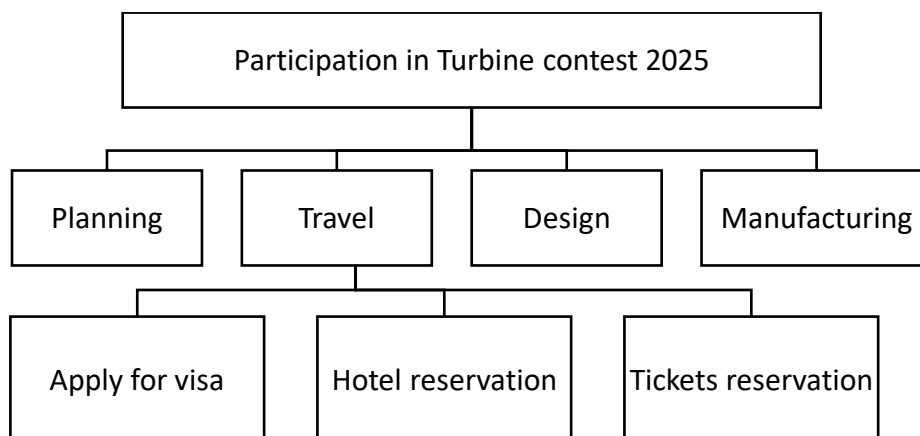 Participation in Turbine contest 2025
Planning
Travel
Design
Manufacturing
Apply for visa
Hotel reservation
Tickets reservation